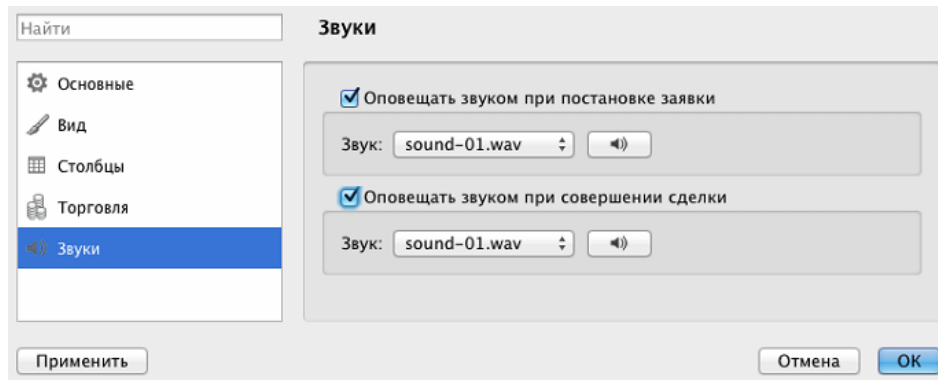 Найти
Звуки
Основные
Вид
Столбцы
Торговля
Звуки
Оповещать звуком при постановке заявки
Звук: sound-01.wav
Оповещать звуком при совершении сделки
Звук: sound-01.wav
Применить
Отмена
OK